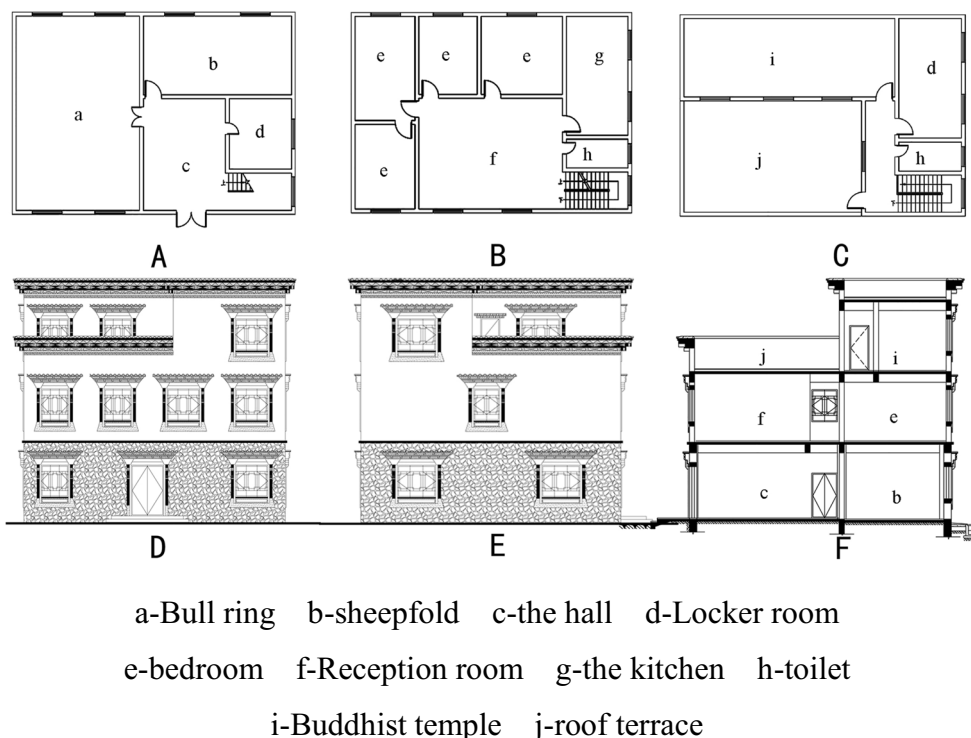 b
e
e
e
g
i
d
a
d
c
f
h
e
j
h
A
B
C
j
i
f
e
c
b
D
E
F
a-Bull ring b-sheepfold c-the hall d-Locker room
e-bedroom f-Reception room g-the kitchen h-toilet
i-Buddhist temple j-roof terrace